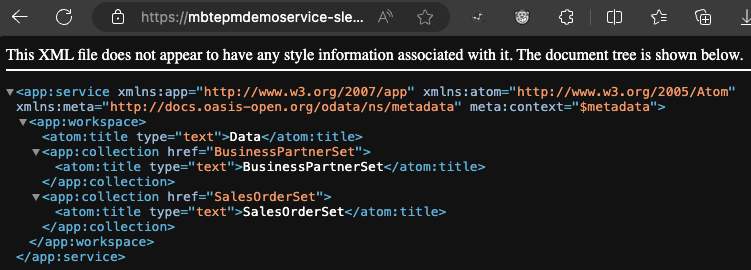 https://mbtepmdemoservice-sle...
This XML file does not appear to have any style information associated with it. The document tree is shown below.
▼<app:service xmlns:app="http://www.w3.org/2007/app" xmlns:atom="http://www.w3.org/2005/Atom"
xmlns:meta="http://docs.oasis-open.org/odata/ns/metadata" meta:context="$metadata">
▼<app:workspace>
<atom:title type="text">Data</atom:title>
▼<app:collection href="BusinessPartnerSet">
<atom:title type="text">BusinessPartnerSet</atom:title>
</app:collection>
▼<app:collection href="SalesOrderSet">
<atom:title type="text">SalesOrderSet</atom:title>
</app:collection>
</app:workspace>
</app:service>